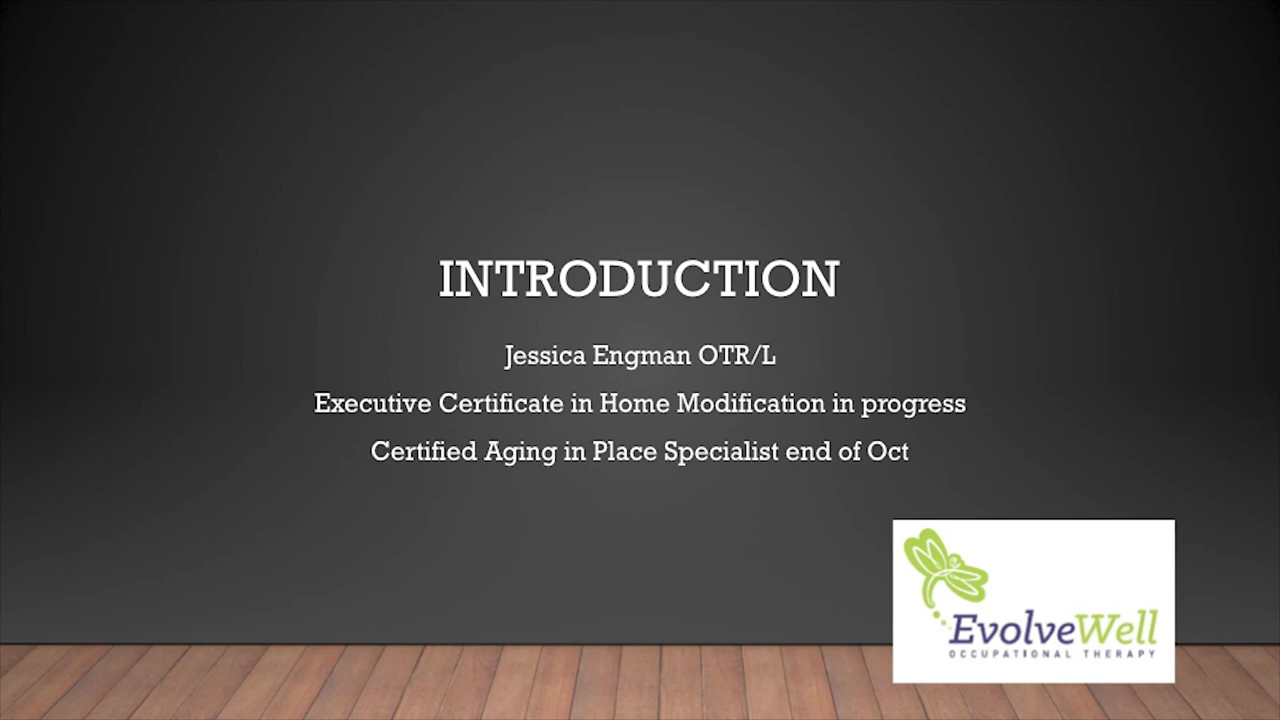 INTRODUCTION
Jessica Engman OTR/L
Executive Certificate in Home Modification in progress
Certified Aging in Place Specialist end of Oct
EvolveWell
OCCUPATIONAL THERAPY